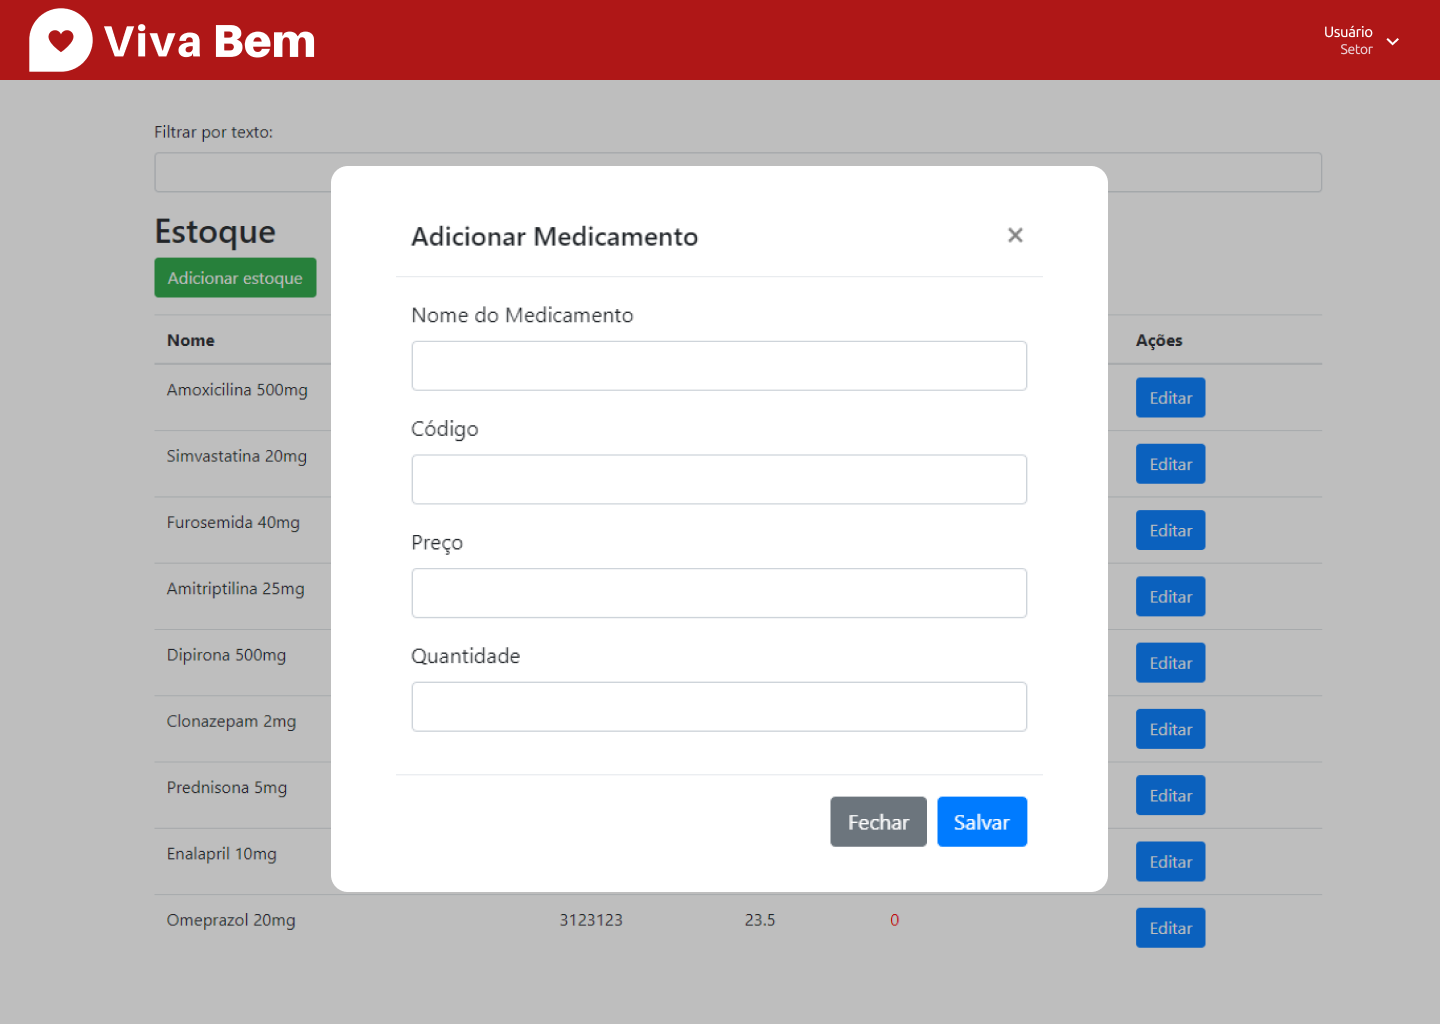 Viva Bem
Usuário
Setor
Filtrar por texto:
Estoque
Adicionar estoque
Nome Ações
Amoxicilina 500mg Editar
Simvastatina 20mg Editar
Furosemida 40mg Editar
Amitriptilina 25mg Editar
Dipirona 500mg Editar
Clonazepam 2mg Editar
Prednisona 5mg Editar
Enalapril 10mg Editar
Omeprazol 20mg 3123123 23.5 0 Editar
Adicionar Medicamento ×
Nome do Medicamento
Código
Preço
Quantidade
Fechar Salvar